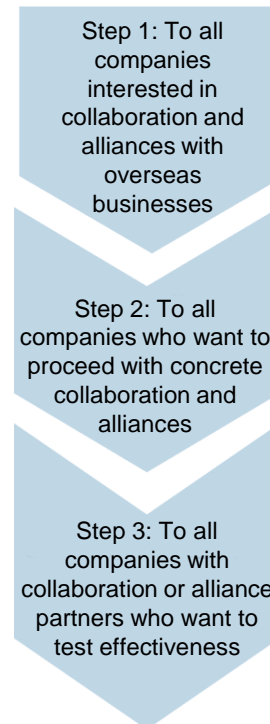 Step 1: To all
companies
interested in
collaboration and
alliances with
overseas
businesses
Step 2: To all
companies who want to
proceed with concrete
collaboration and
alliances
Step 3: To all
companies with
collaboration or alliance
partners who want to
test effectiveness